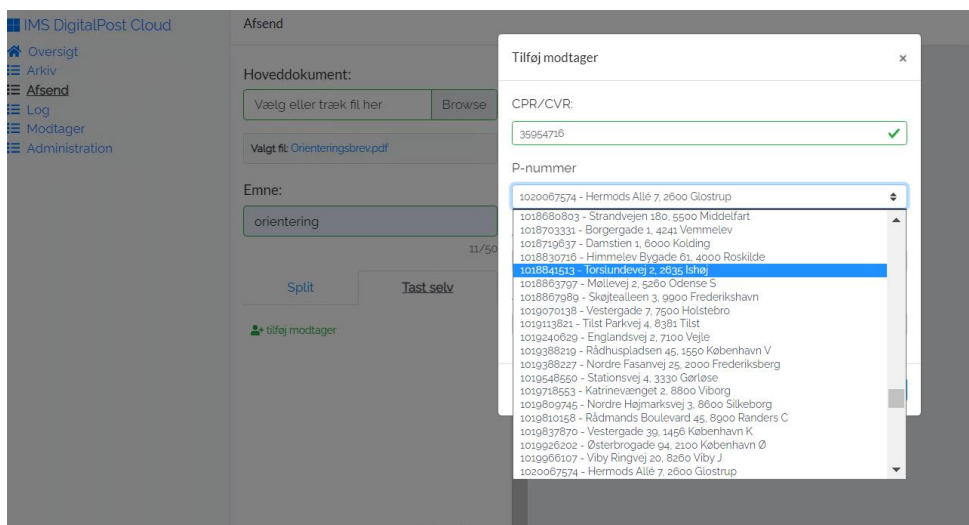 IMS DigitalPost Cloud
Oversigt
Arkiv
Afsend
Log
Modtager
Administration
Afsend
Hoveddokument:
Vælg eller træk fil her
Browse
Valgt fil: Orienteringsbrev.pdf
Emne:
orientering
11/50
Split
Tast selv
tilføj modtager
Tilføj modtager
×
CPR/CVR:
35954716
P-nummer
1020067574 - Hermods Allé 7, 2600 Glostrup
1018680803 - Strandvejen 180, 5500 Middelfart
1018703331 - Borgergade 1, 4241 Vemmelev
1018719637 - Damstien 1, 6000 Kolding
1018830716 - Himmelev Bygade 61, 4000 Roskilde
1018841513 - Torslundevej 2, 2635 Ishøj
1018863797 - Møllevej 2, 5260 Odense S
1018867989 - Skøjtealleen 3, 9900 Frederikshavn
1019070138 - Vestergade 7, 7500 Holstebro
1019113821 - Tilst Parkvej 4, 8381 Tilst
1019240629 - Englandsvej 2, 7100 Vejle
1019388219 - Rådhuspladsen 45, 1550 København V
1019388227 - Nordre Fasanvej 25, 2000 Frederiksberg
1019548550 - Stationsvej 4, 3330 Gørløse
1019718553 - Katrinevænget 2, 8800 Viborg
1019809745 - Nordre Højmarksvej 3, 8600 Silkeborg
1019810158 - Rådmands Boulevard 45, 8900 Randers C
1019837870 - Vestergade 39, 1456 København K
1019926202 - Østerbrogade 94, 2100 København Ø
1019966107 - Viby Ringvej 20, 8260 Viby J
1020067574 - Hermods Allé 7, 2600 Glostrup